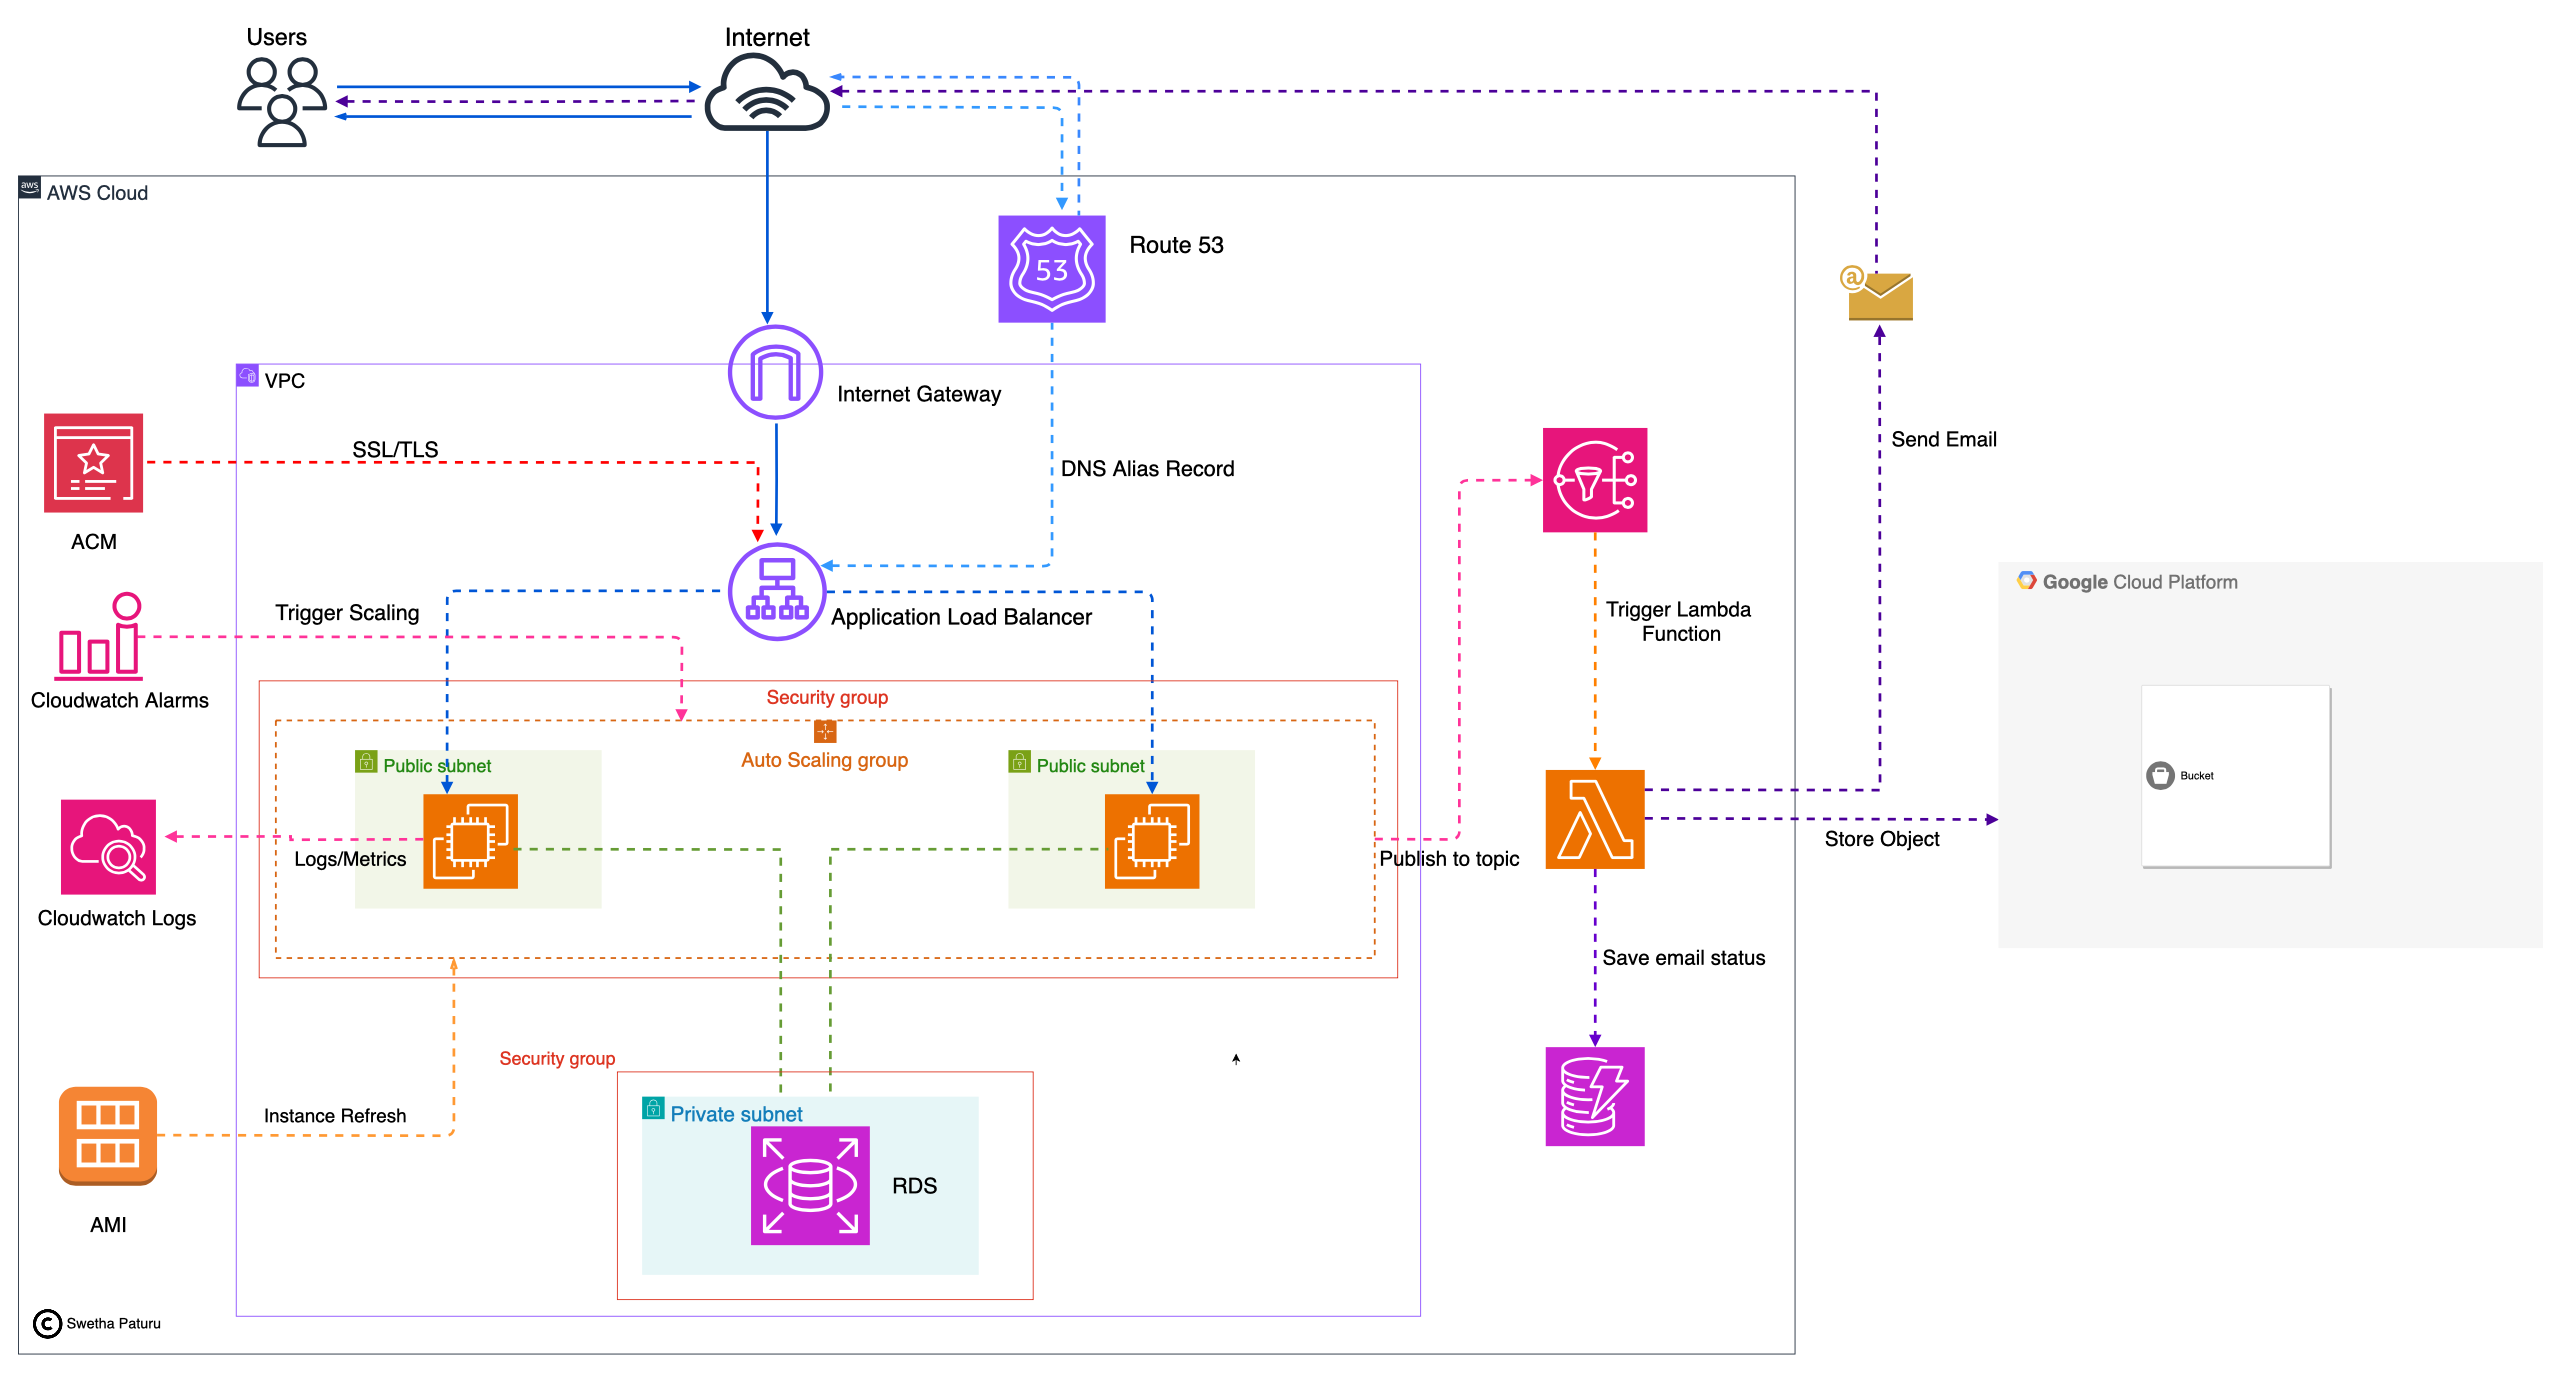 Users
Internet
aws
AWS Cloud
53
Route 53
@
VPC
Internet Gateway
SSL/TLS
Send Email
DNS Alias Record
ACM
Google Cloud Platform
Trigger Scaling
Application Load Balancer
Trigger Lambda
Function
Cloudwatch Alarms
Security group
Auto Scaling group
Public subnet
Public subnet
Bucket
Logs/Metrics
Publish to topic
Store Object
Cloudwatch Logs
Save email status
Security group
Instance Refresh
Private subnet
RDS
AMI
© Swetha Paturu